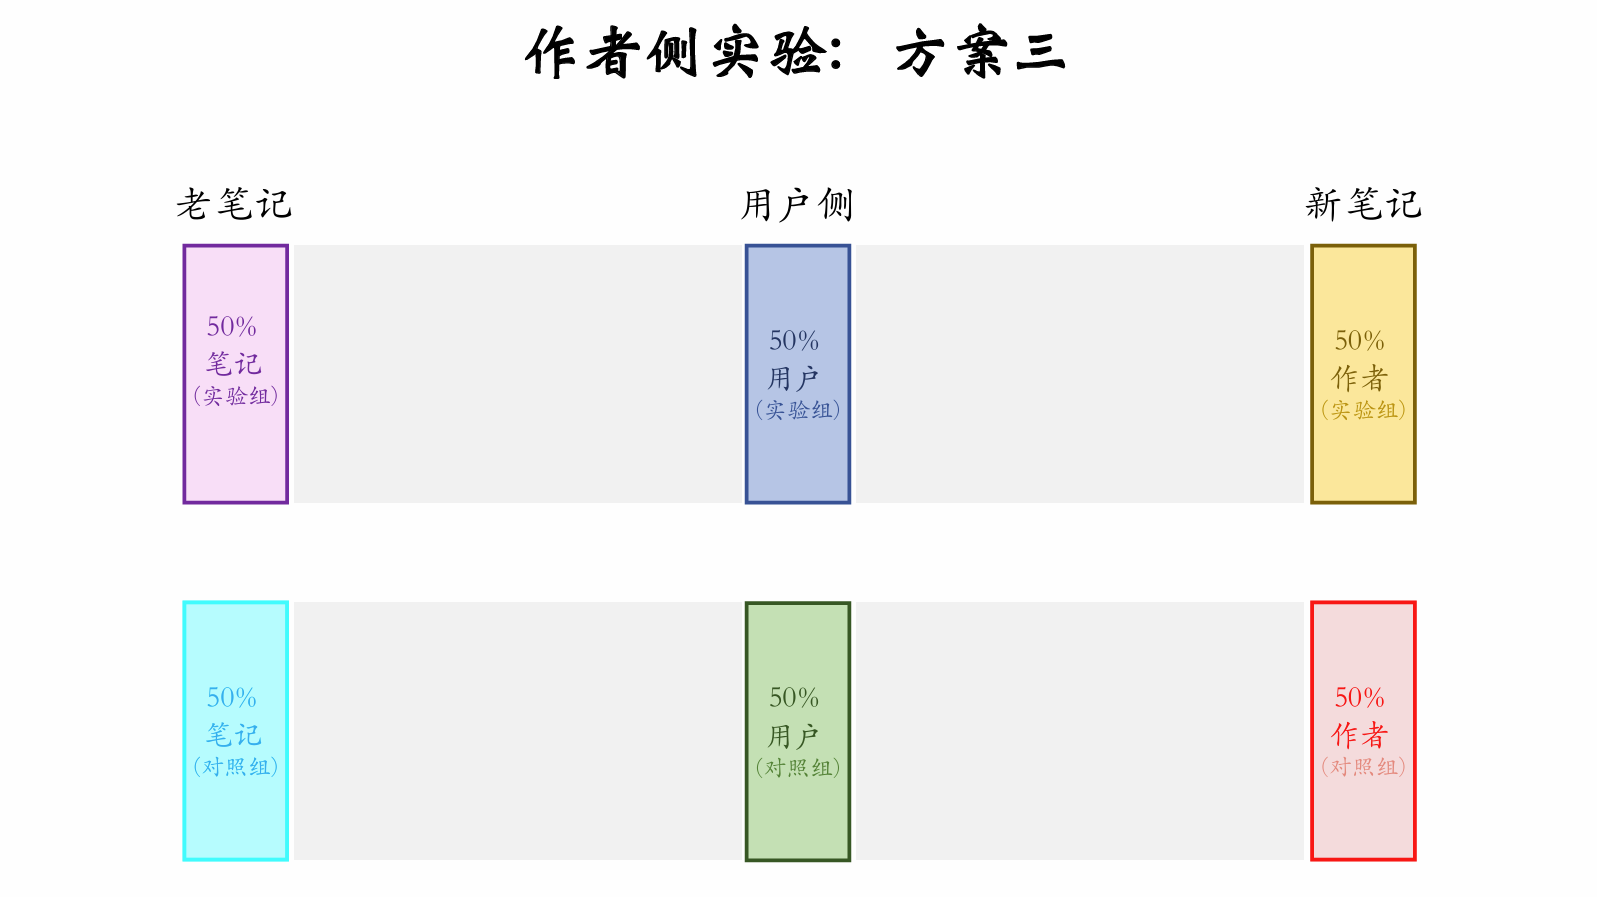 作者侧实验：方案三
老笔记
用户侧
新笔记
50%
笔记
(实验组)
50%
用户
(实验组)
50%
作者
(实验组)
50%
笔记
(对照组)
50%
用户
(对照组)
50%
作者
(对照组)